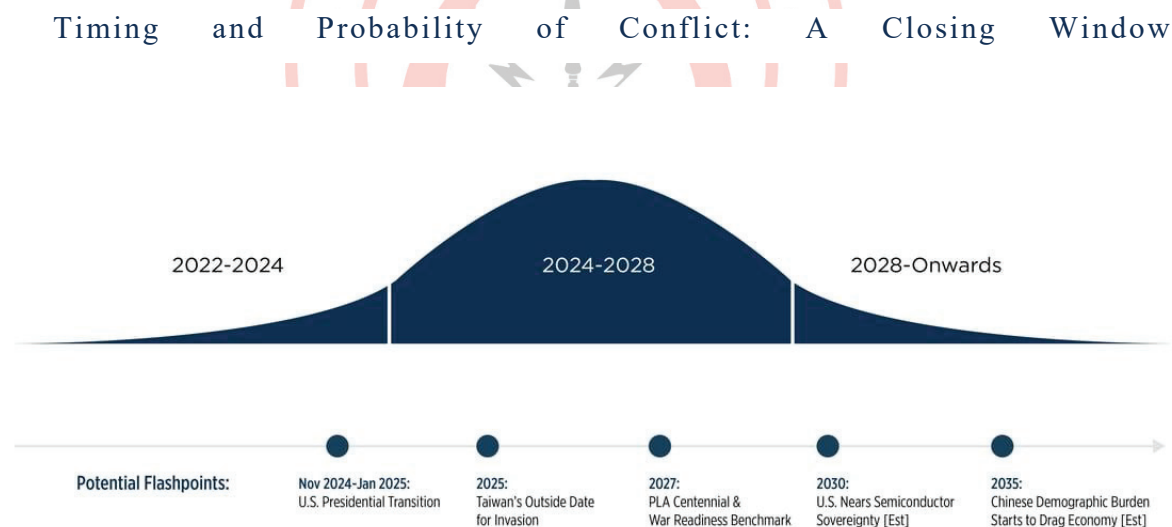 Timing and Probability of Conflict: A Closing Window
2022-2024
2024-2028
2028-Onwards
Potential Flashpoints:
Nov 2024-Jan 2025:
U.S. Presidential Transition
2025:
Taiwan's Outside Date
for Invasion
2027:
PLA Centennial &
War Readiness Benchmark
2030:
U.S. Nears Semiconductor
Sovereignty [Est]
2035:
Chinese Demographic Burden
Starts to Drag Economy [Est]